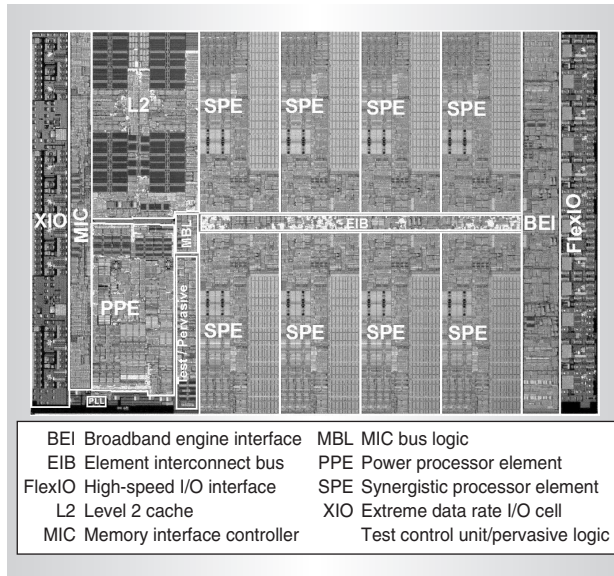 L2
SPE SPE SPE SPE
XIO
MIC
MBL
EIB
BEI
FlexIO
PPE
Test / Pervasive
SPE SPE SPE SPE
PLL
BEI Broadband engine interface
EIB Element interconnect bus
FlexIO High-speed I/O interface
L2 Level 2 cache
MIC Memory interface controller
MBL MIC bus logic
PPE Power processor element
SPE Synergistic processor element
XIO Extreme data rate I/O cell
Test control unit/pervasive logic